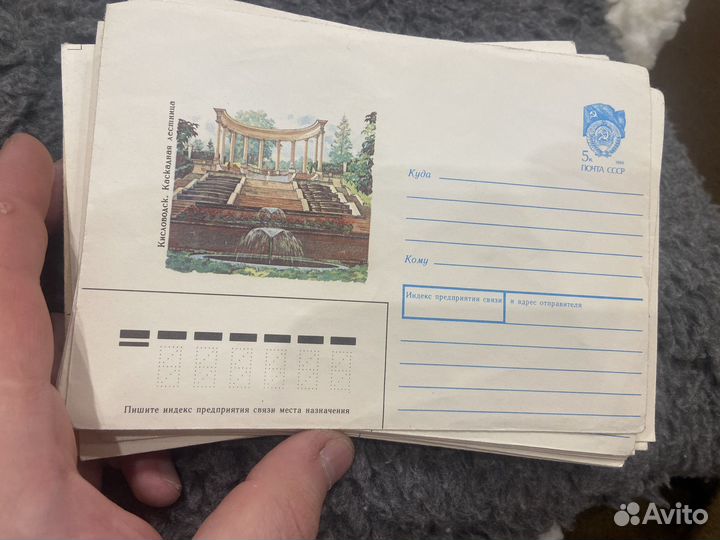 Кисловодск. Каскадная лестница
5к
ПОЧТА СССР
Куда
Кому
Индекс предприятия связи и адрес отправителя
Пишите индекс предприятия связи места назначения
Avito